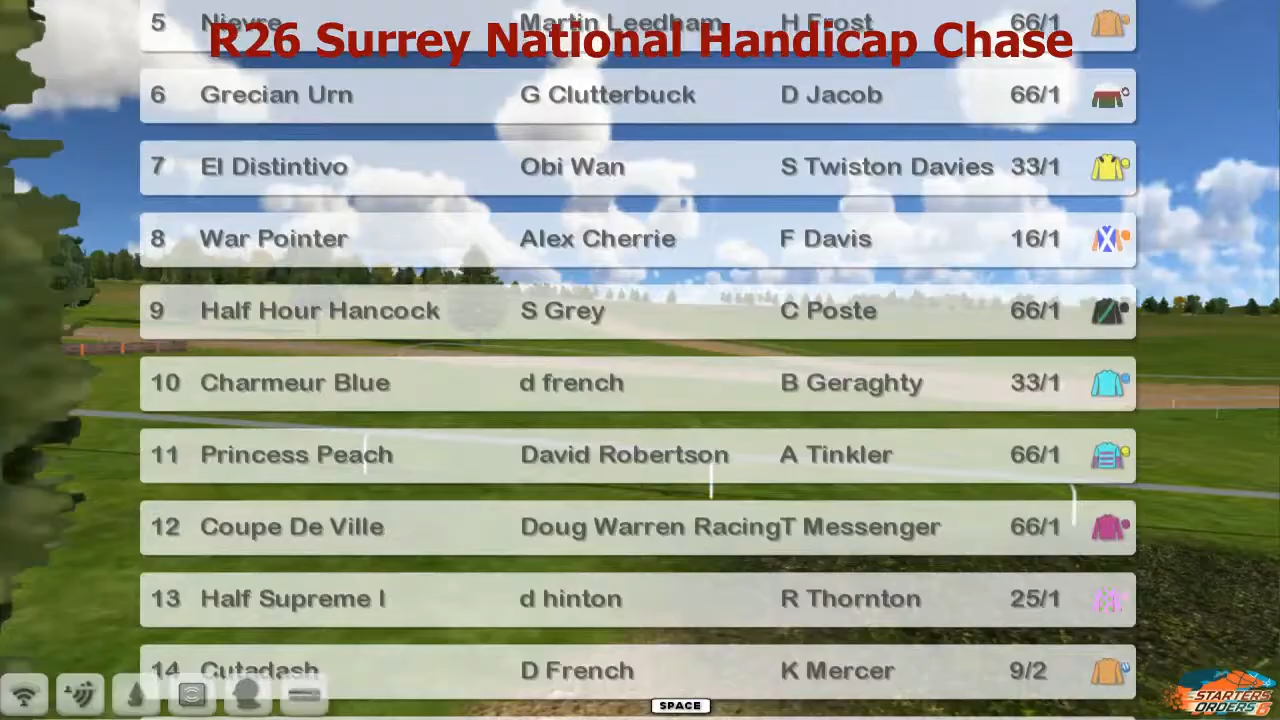 R26 Surrey National Handicap Chase
5 Nievre Martin Leedham H Frost 66/1
6 Grecian Urn G Clutterbuck D Jacob 66/1
7 El Distintivo Obi Wan S Twiston Davies 33/1
8 War Pointer Alex Cherrie F Davis 16/1
9 Half Hour Hancock S Grey C Poste 66/1
10 Charmeur Blue d french B Geraghty 33/1
11 Princess Peach David Robertson A Tinkler 66/1
12 Coupe De Ville Doug Warren Racing T Messenger 66/1
13 Half Supreme I d hinton R Thornton 25/1
14 Cutadash D French K Mercer 9/2
SPACE
STARTERS
ORDERS 6